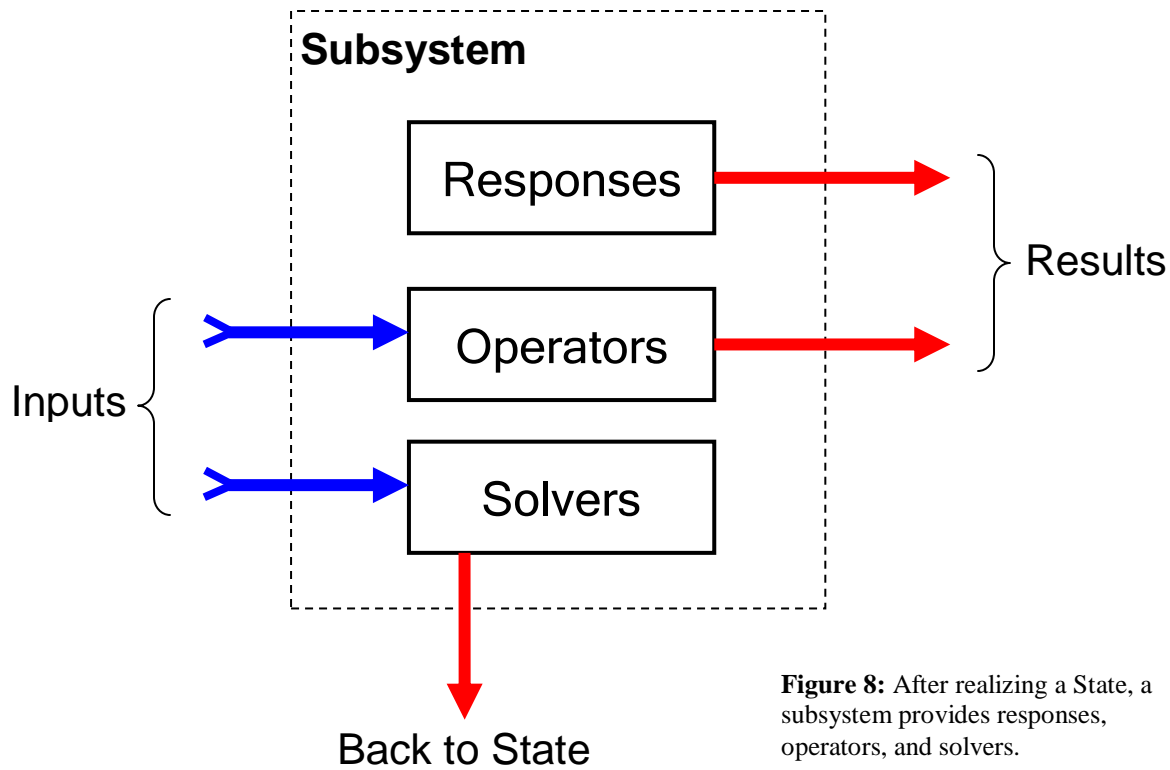 Subsystem
Responses
Results
Operators
Inputs
Solvers
Back to State
Figure 8: After realizing a State, a
subsystem provides responses,
operators, and solvers.